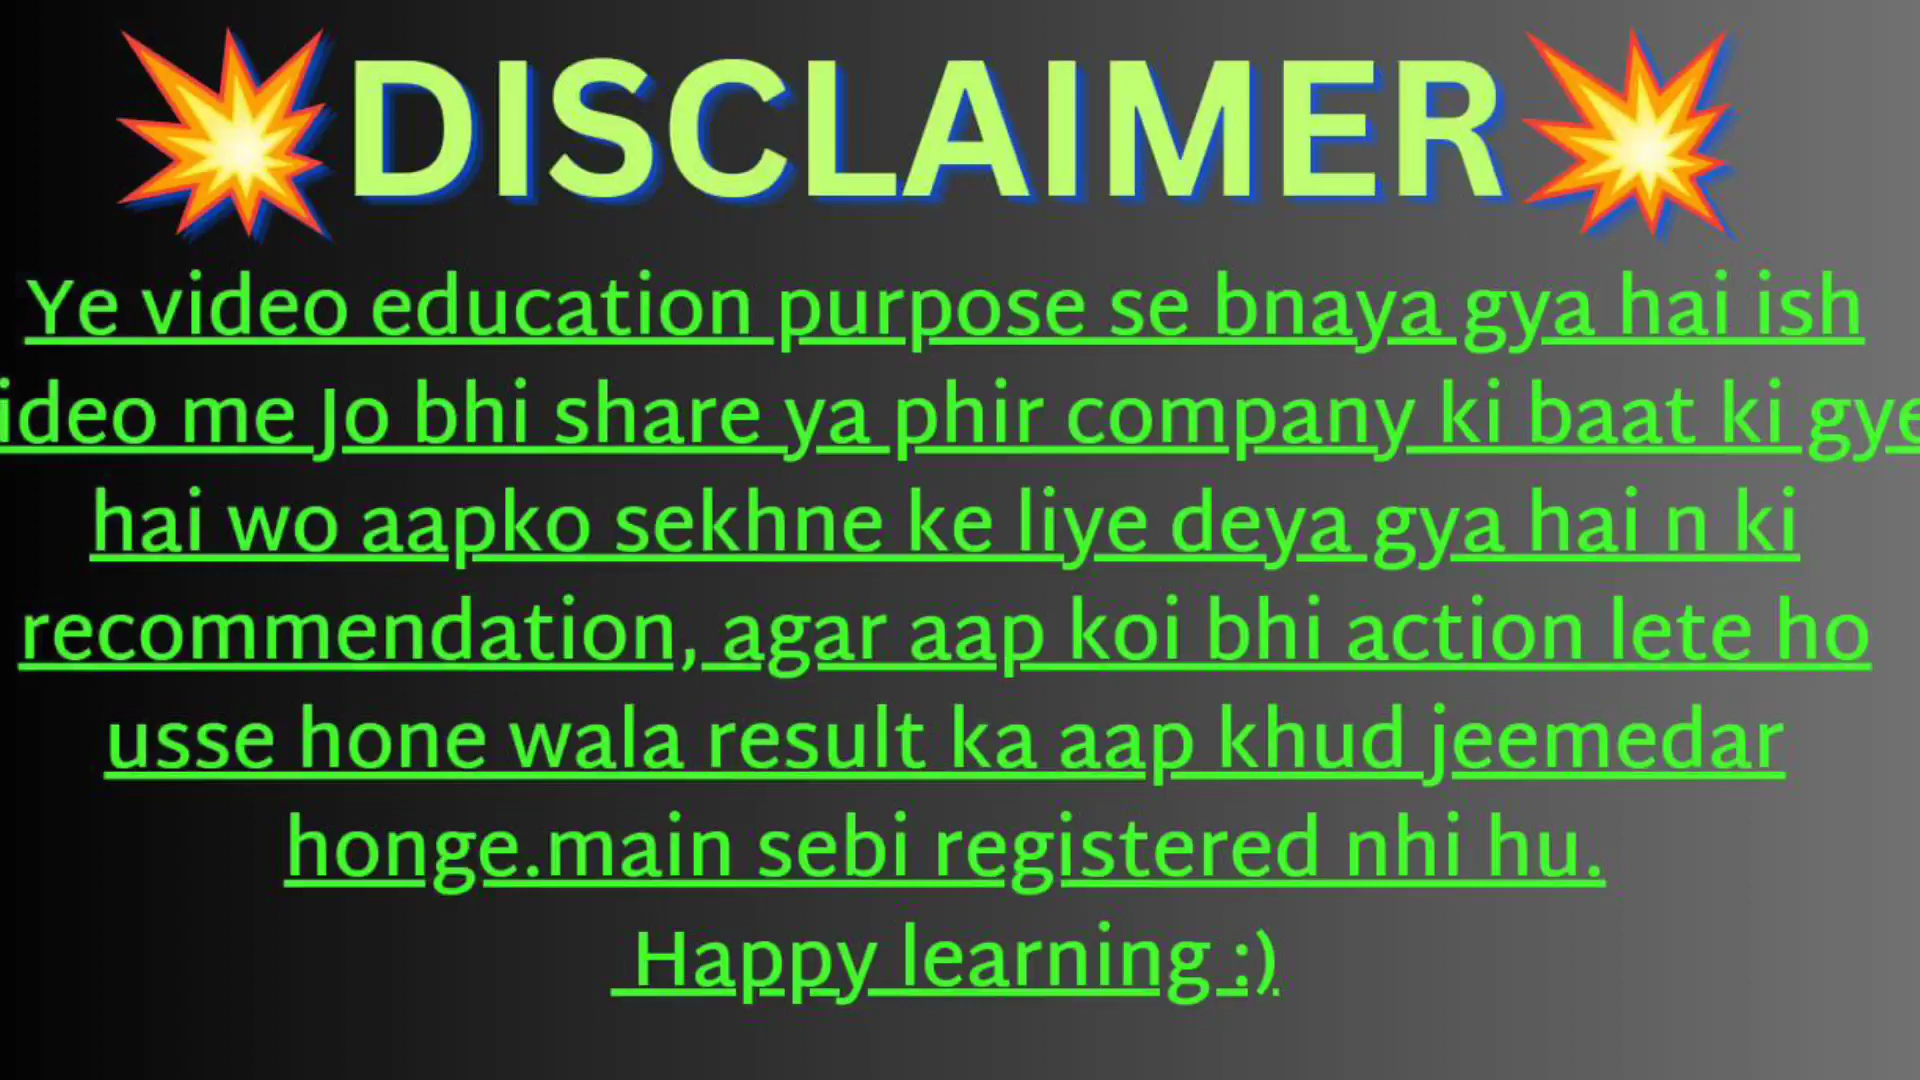 💥DISCLAIMER💥
Ye video education purpose se bnaya gya hai ish
ideo me Jo bhi share ya phir company ki baat ki gye
hai wo aapko sekhne ke liye deya gya hai n ki
recommendation, agar aap koi bhi action lete ho
usse hone wala result ka aap khud jeemedar
honge.main sebi registered nhi hu.
Happy learning :)